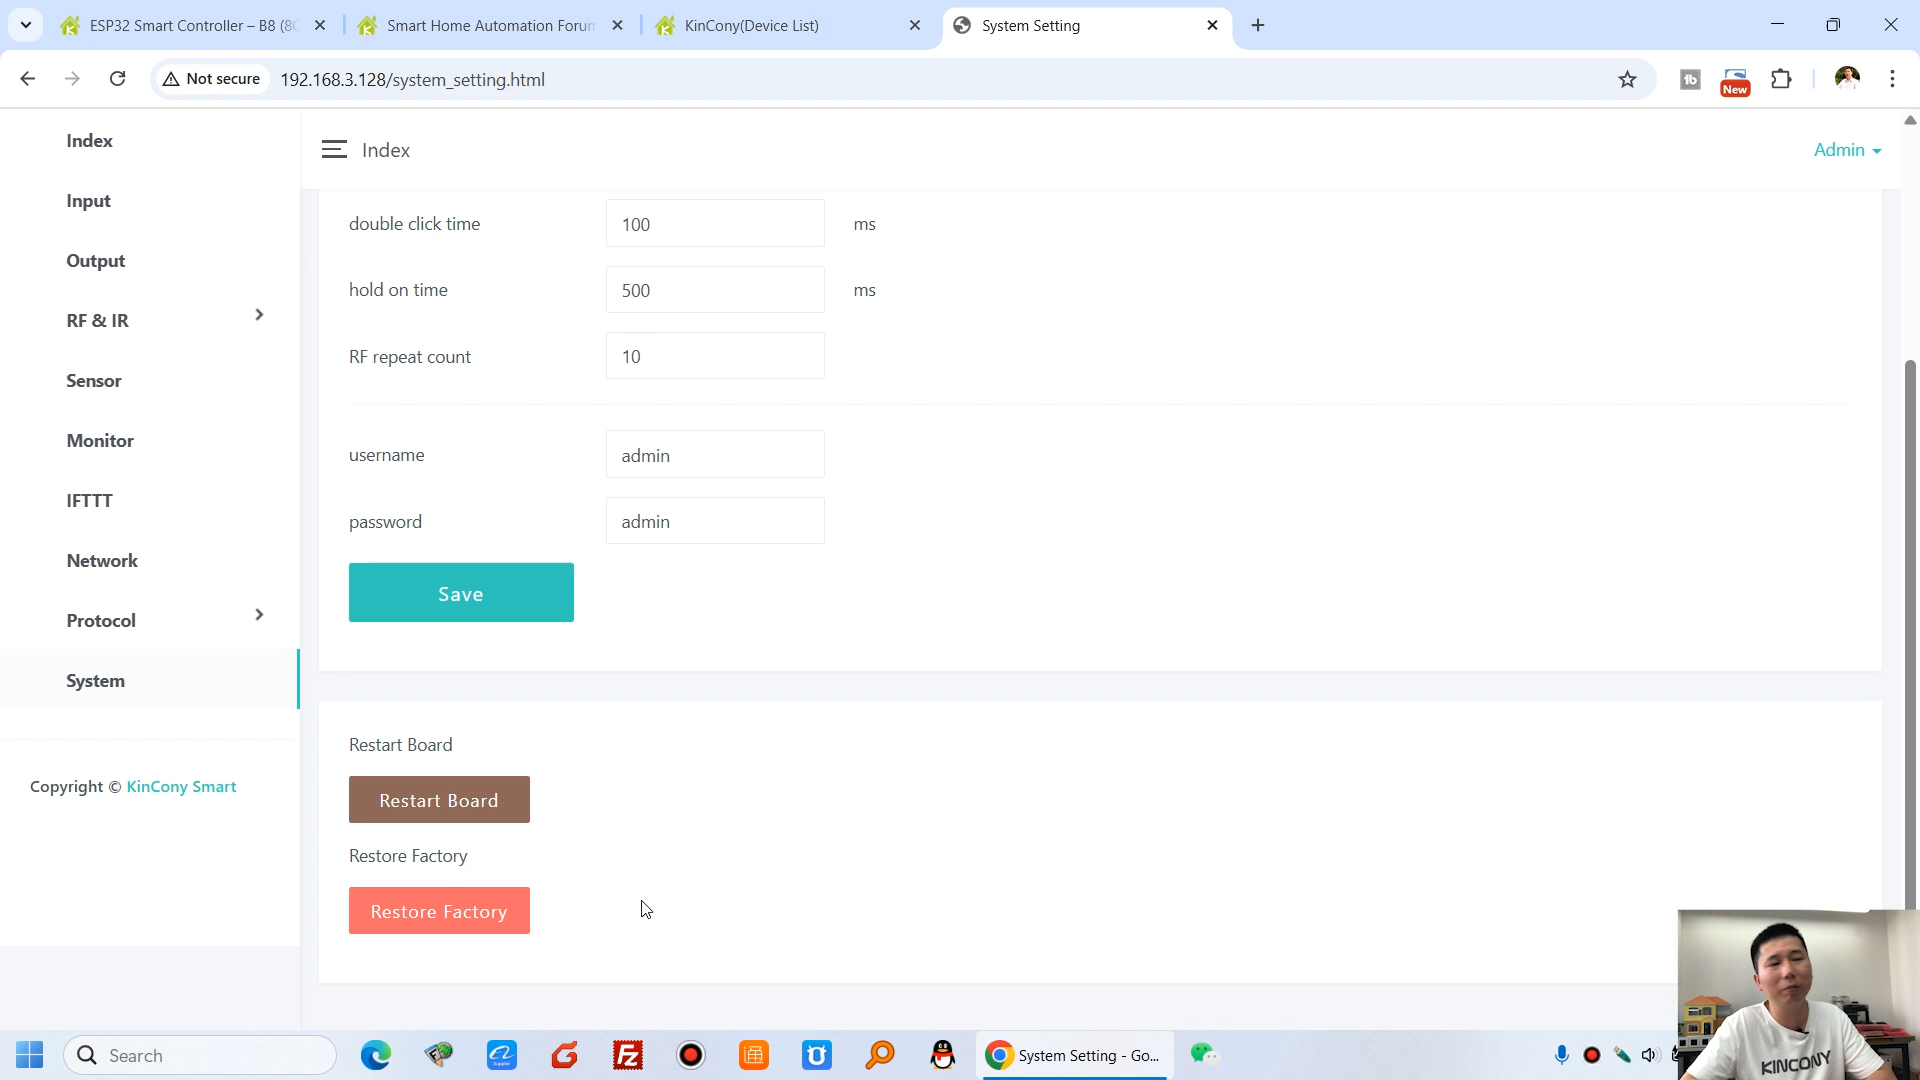 ESP32 Smart Controller – B8 (8C
Smart Home Automation Forum
KinCony(Device List)
System Setting
Not secure
192.168.3.128/system_setting.html
New
Index
Input
Output
RF & IR
Sensor
Monitor
IFTTT
Network
Protocol
System
Copyright © KinCony Smart
Index
Admin
double click time 100 ms
hold on time 500 ms
RF repeat count 10
username admin
password admin
Save
Restart Board
Restart Board
Restore Factory
Restore Factory
Search
System Setting - Go...
KINCONY